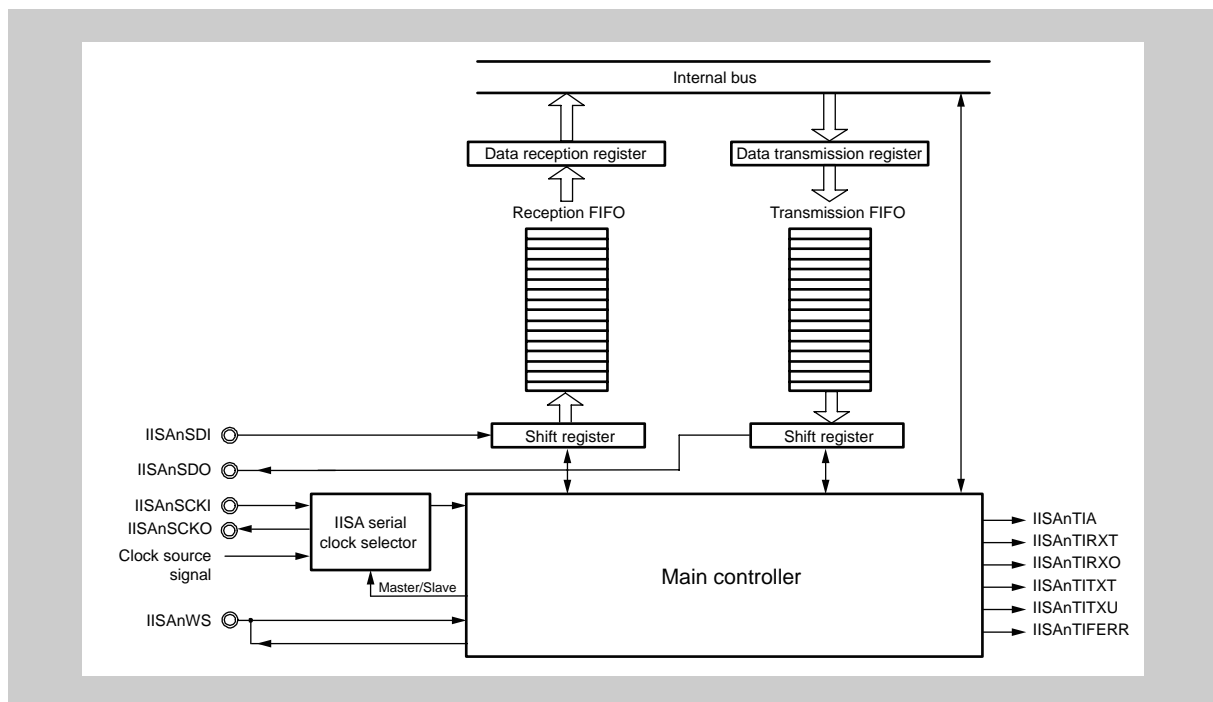 Internal bus
Data reception register
Data transmission register
Reception FIFO
Transmission FIFO
IISAnSDI
Shift register
Shift register
IISAnSDO
IISAnSCKI
IISAnSCKO
IISA serial
clock selector
Clock source
signal
Master/Slave
Main controller
IISAnWS
IISAnTIA
IISAnTIRXT
IISAnTIRXO
IISAnTITXT
IISAnTITXU
IISAnTIFERR